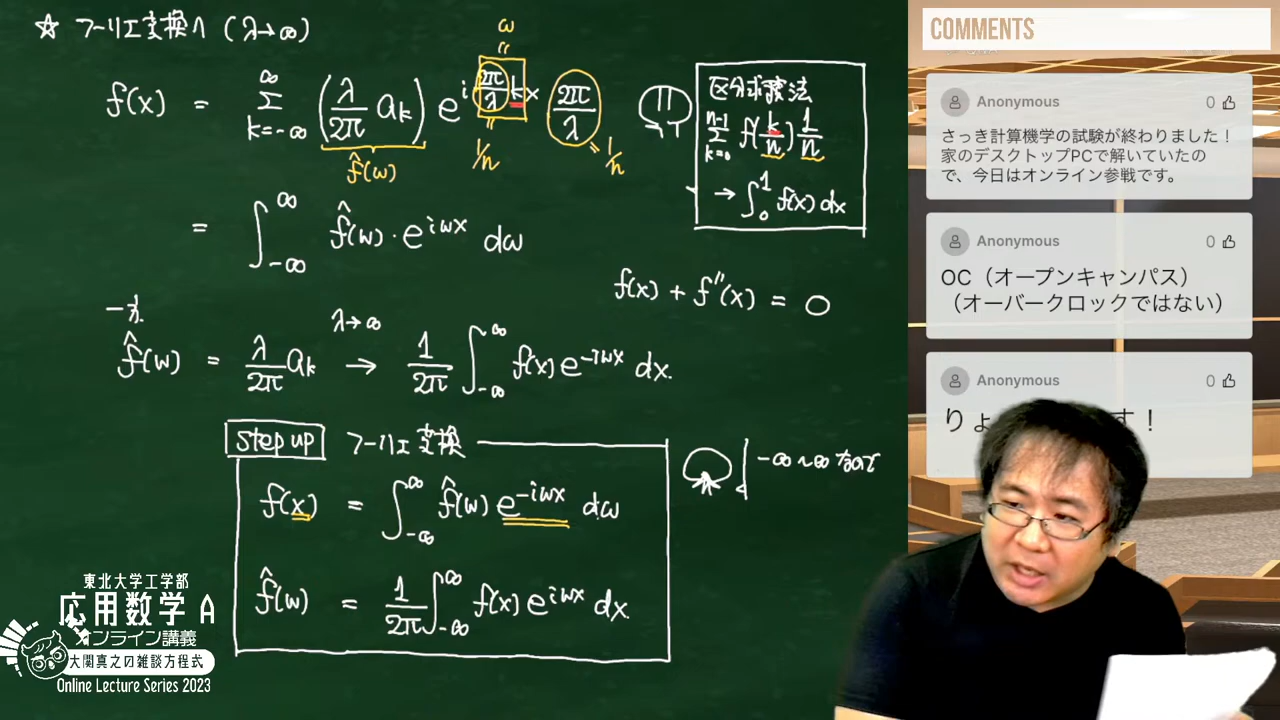 ☆ フーリエ変換へ (λ→∞)
f(x) = Σ_{k=-∞}^{∞} (λ/2π a_k) e^{i 2π/λ k x} 2π/λ
ω
〃
f̂(ω)
〃
1/n
= 1/n
= ∫_{-∞}^{∞} f̂(ω)・e^{iωx} dω
区分求積法
Σ_{k=0}^{n-1} f(k/n) 1/n
→ ∫_0^1 f(x) dx
f(x) + f''(x) = 0
一方
f̂(ω) = λ/2π a_k →^{λ→∞} 1/2π ∫_{-∞}^{∞} f(x) e^{-iωx} dx.
Step up フーリエ変換
f(x) = ∫_{-∞}^{∞} f̂(ω) e^{-iωx} dω
f̂(ω) = 1/2π ∫_{-∞}^{∞} f(x) e^{iωx} dx.
-∞～∞ なので
東北大学工学部
応用数学 A
オンライン講義
大関真之の雑談方程式
Online Lecture Series 2023
COMMENTS
Anonymous 0
さっき計算機学の試験が終わりました！
家のデスクトップPCで解いていたの
で、今日はオンライン参戦です。
Anonymous 0
OC（オープンキャンパス）
（オーバークロックではない）
Anonymous 0
りょ す！